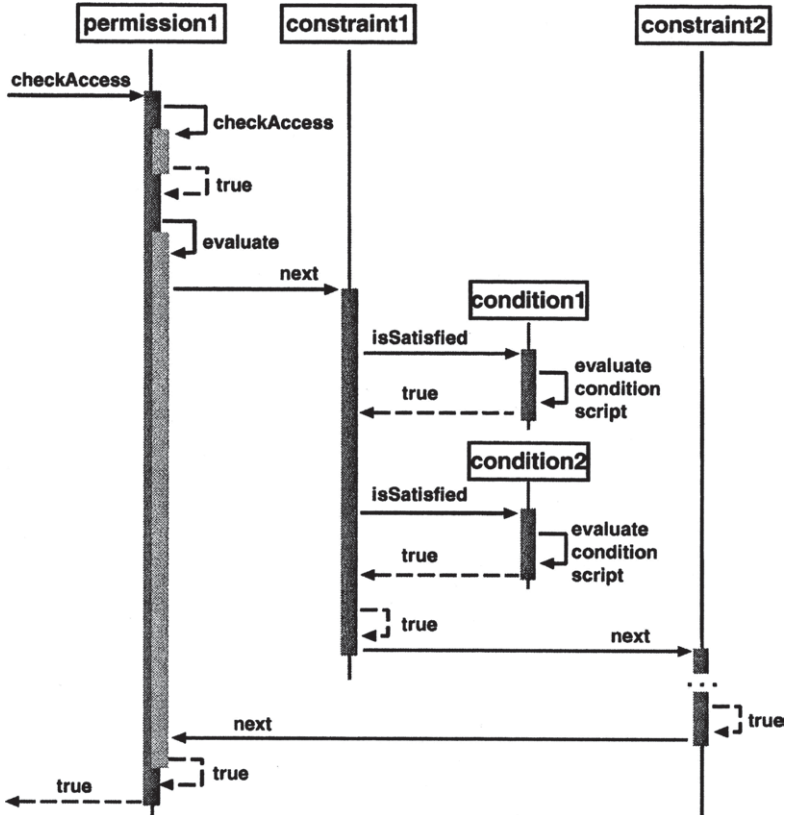 permission1
constraint1
constraint2
checkAccess
checkAccess
true
evaluate
next
condition1
isSatisfied
evaluate
condition
script
true
condition2
isSatisfied
evaluate
condition
script
true
true
next
...
true
next
true
true